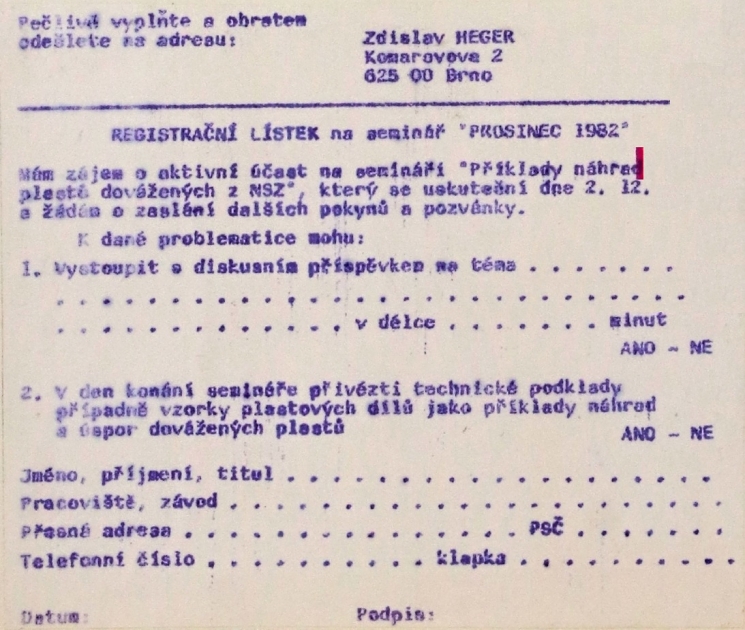 Pečlivě vyplňte a obratem
odešlete na adresu:
Zdislav HEGER
Komarovova 2
625 00 Brno
REGISTRAČNÍ LÍSTEK na seminář "PROSINEC 1982"
Mám zájem o aktivní účast na semináři "Příklady náhrad
plastů dovážených z NSZ", který se uskuteční dne 2. 12.
a žádám o zaslání dalších pokynů a pozvánky.
K dané problematice mohu:
1. Vystoupit s diskusním příspěvkem na téma . . . . . . .
. . . . . . . . . . . . . . . . . . . . . . . . . . . .
. . . . . . . . . . . . . v délce . . . . . . . minut
ANO - NE
2. V den konání semináře přivézti technické podklady
případně vzorky plastových dílů jako příklady náhrad
a úspor dovážených plastů
ANO - NE
Jméno, příjmení, titul . . . . . . . . . . . . . . . . . .
Pracoviště, závod . . . . . . . . . . . . . . . . . . . . .
Přesná adresa . . . . . . . . . . . . . . . PSČ . . . . . . .
Telefonní číslo . . . . . . . . . . klapka . . . . . . . . .
Datum: Podpis: